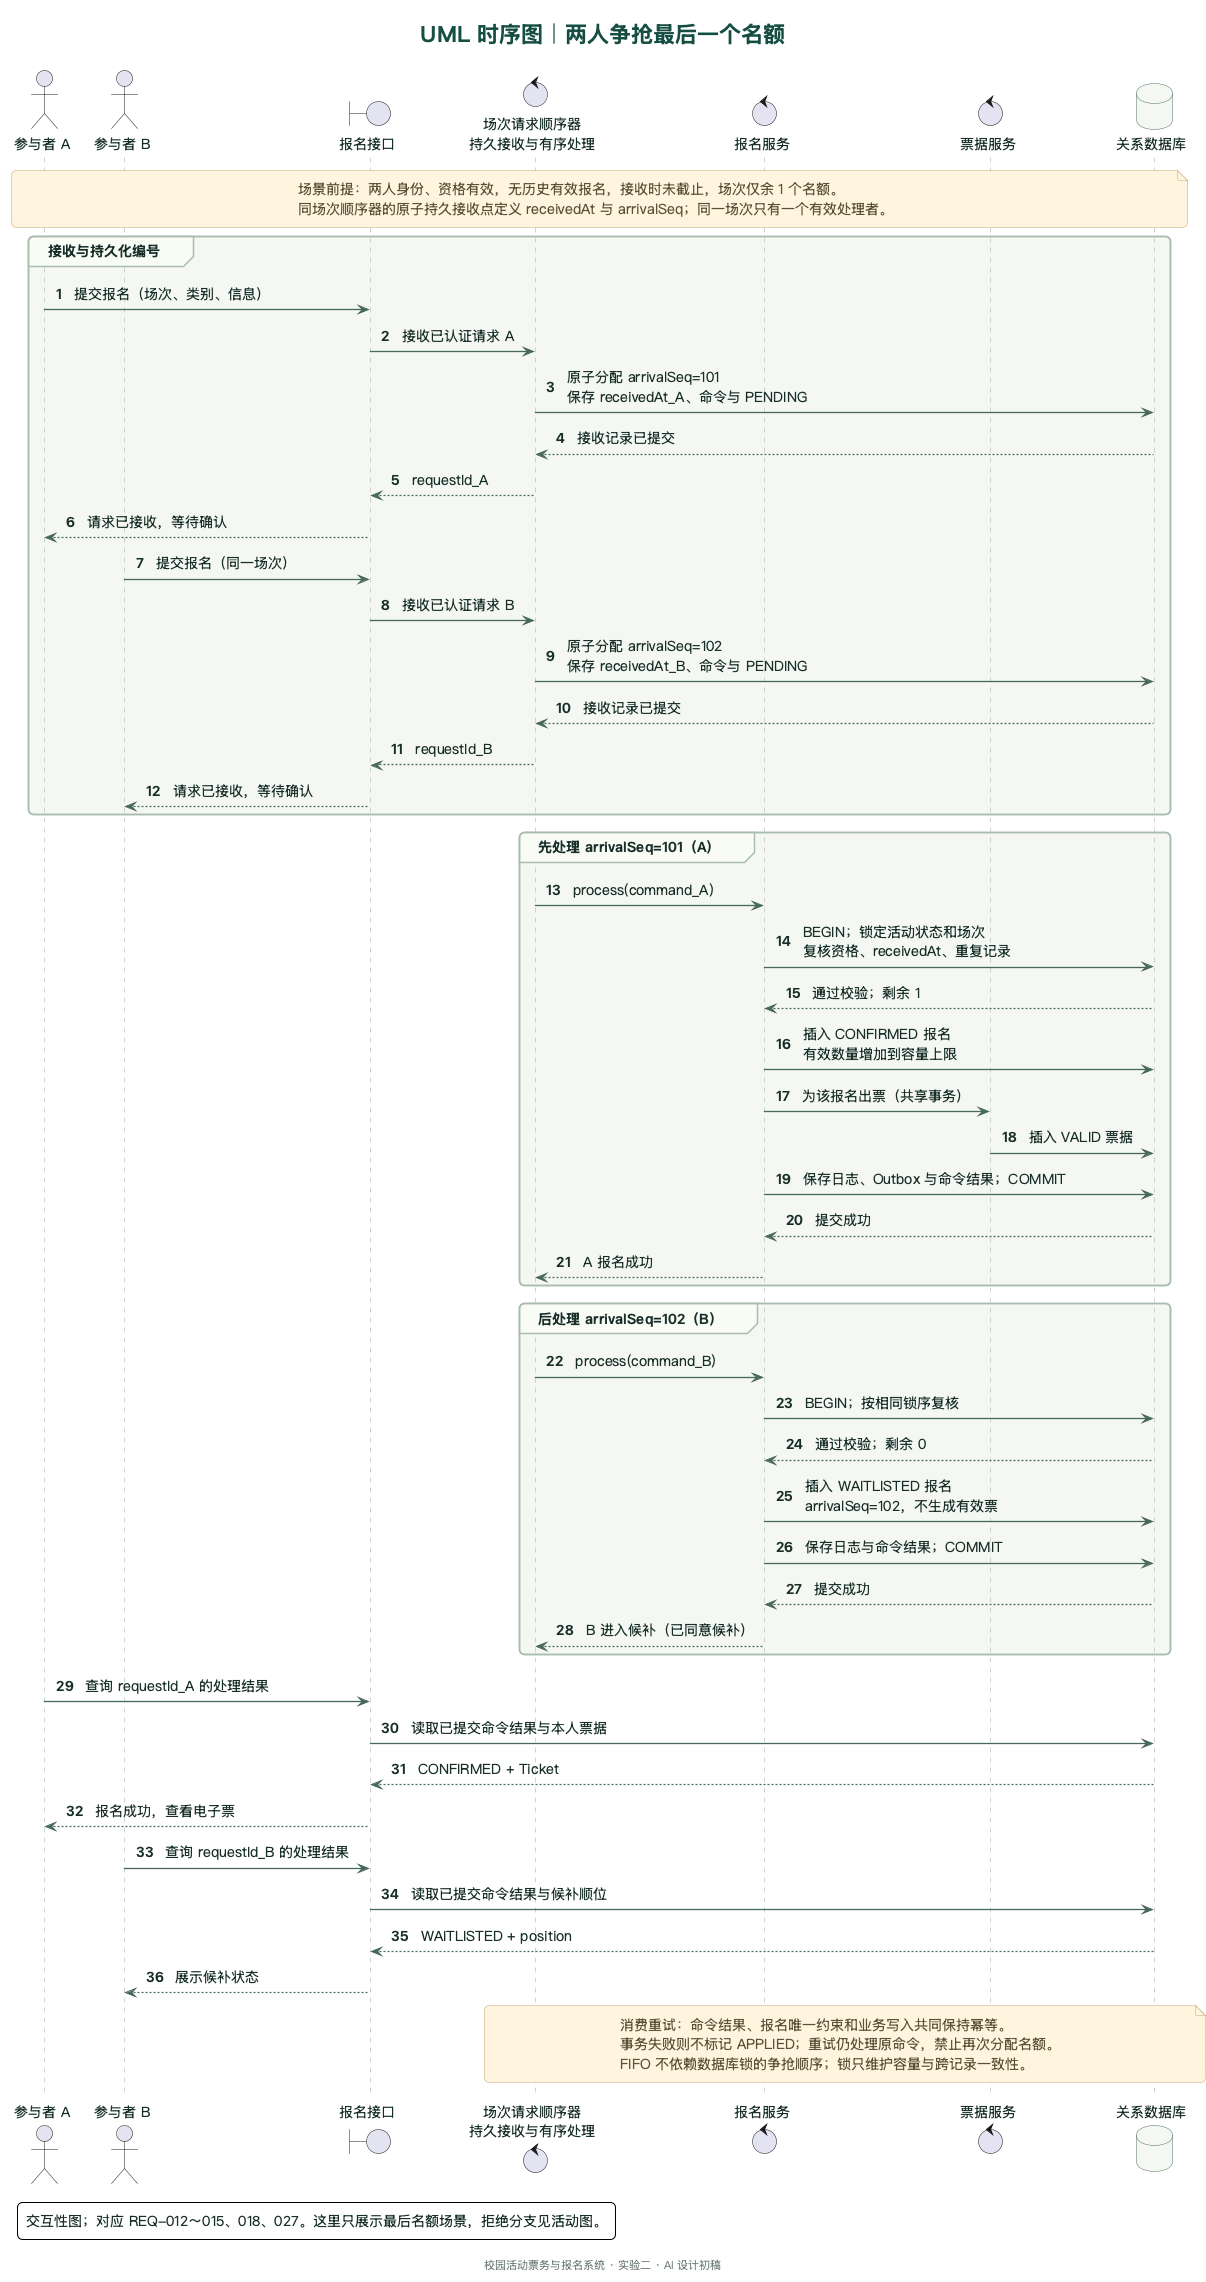 UML 时序图｜两人争抢最后一个名额
参与者 A
参与者 B
报名接口
场次请求顺序器
持久接收与有序处理
报名服务
票据服务
关系数据库
场景前提：两人身份、资格有效，无历史有效报名，接收时未截止，场次仅余 1 个名额。
同场次顺序器的原子持久接收点定义 receivedAt 与 arrivalSeq；同一场次只有一个有效处理者。
接收与持久化编号
1 提交报名（场次、类别、信息）
2 接收已认证请求 A
3 原子分配 arrivalSeq=101
保存 receivedAt_A、命令与 PENDING
4 接收记录已提交
5 requestId_A
6 请求已接收，等待确认
7 提交报名（同一场次）
8 接收已认证请求 B
9 原子分配 arrivalSeq=102
保存 receivedAt_B、命令与 PENDING
10 接收记录已提交
11 requestId_B
12 请求已接收，等待确认
先处理 arrivalSeq=101（A）
13 process(command_A)
14 BEGIN；锁定活动状态和场次
复核资格、receivedAt、重复记录
15 通过校验；剩余 1
16 插入 CONFIRMED 报名
有效数量增加到容量上限
17 为该报名出票（共享事务）
18 插入 VALID 票据
19 保存日志、Outbox 与命令结果；COMMIT
20 提交成功
21 A 报名成功
后处理 arrivalSeq=102（B）
22 process(command_B)
23 BEGIN；按相同锁序复核
24 通过校验；剩余 0
25 插入 WAITLISTED 报名
arrivalSeq=102，不生成有效票
26 保存日志与命令结果；COMMIT
27 提交成功
28 B 进入候补（已同意候补）
29 查询 requestId_A 的处理结果
30 读取已提交命令结果与本人票据
31 CONFIRMED + Ticket
32 报名成功，查看电子票
33 查询 requestId_B 的处理结果
34 读取已提交命令结果与候补顺位
35 WAITLISTED + position
36 展示候补状态
消费重试：命令结果、报名唯一约束和业务写入共同保持幂等。
事务失败则不标记 APPLIED；重试仍处理原命令，禁止再次分配名额。
FIFO 不依赖数据库锁的争抢顺序；锁只维护容量与跨记录一致性。
参与者 A
参与者 B
报名接口
场次请求顺序器
持久接收与有序处理
报名服务
票据服务
关系数据库
交互性图；对应 REQ-012～015、018、027。这里只展示最后名额场景，拒绝分支见活动图。
校园活动票务与报名系统 · 实验二 · AI 设计初稿